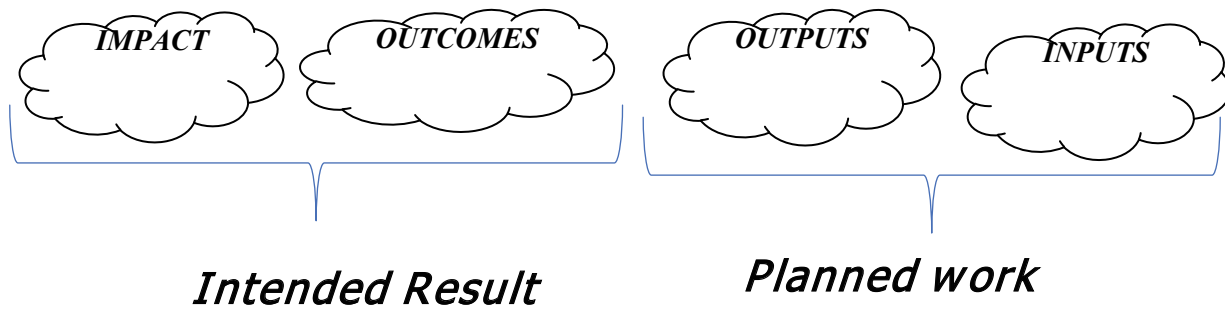 IMPACT
OUTCOMES
OUTPUTS
INPUTS
Intended Result
Planned work